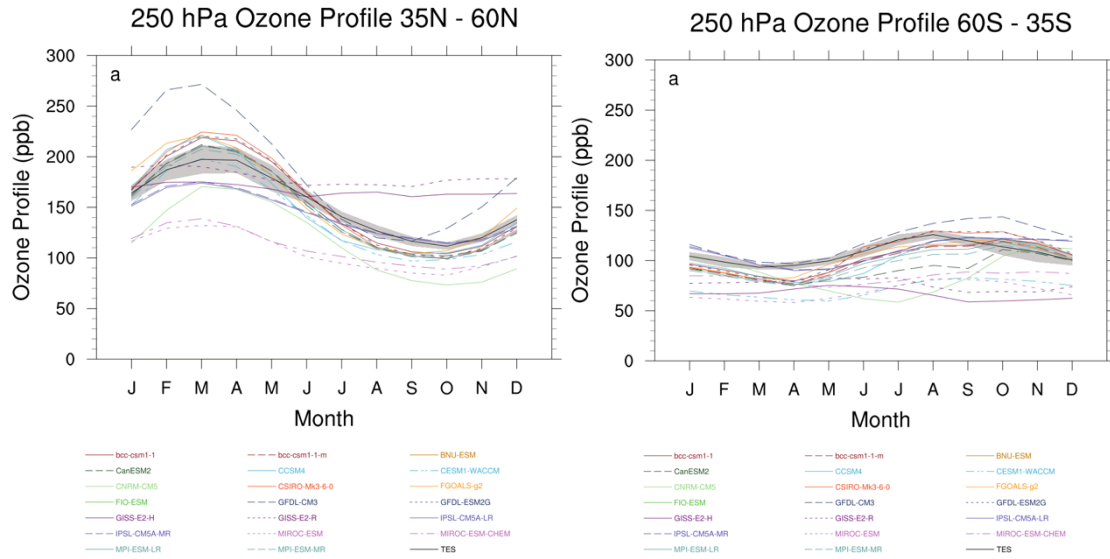 250 hPa Ozone Profile 35N - 60N
a
Ozone Profile (ppb)
300
250
200
150
100
50
0
J F M A M J J A S O N D
Month
bcc-csm1-1 bcc-csm1-1-m BNU-ESM
CanESM2 CCSM4 CESM1-WACCM
CNRM-CM5 CSIRO-Mk3-6-0 FGOALS-g2
FIO-ESM GFDL-CM3 GFDL-ESM2G
GISS-E2-H GISS-E2-R IPSL-CM5A-LR
IPSL-CM5A-MR MIROC-ESM MIROC-ESM-CHEM
MPI-ESM-LR MPI-ESM-MR TES
250 hPa Ozone Profile 60S - 35S
a
Ozone Profile (ppb)
300
250
200
150
100
50
0
J F M A M J J A S O N D
Month
bcc-csm1-1 bcc-csm1-1-m BNU-ESM
CanESM2 CCSM4 CESM1-WACCM
CNRM-CM5 CSIRO-Mk3-6-0 FGOALS-g2
FIO-ESM GFDL-CM3 GFDL-ESM2G
GISS-E2-H GISS-E2-R IPSL-CM5A-LR
IPSL-CM5A-MR MIROC-ESM MIROC-ESM-CHEM
MPI-ESM-LR MPI-ESM-MR TES